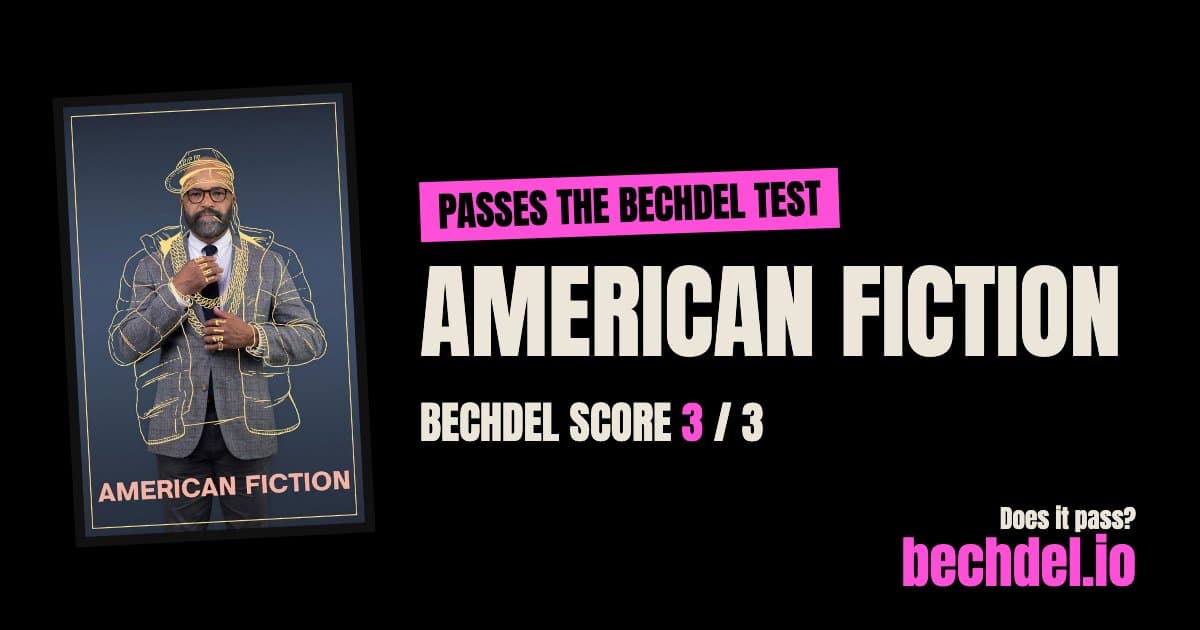 PASSES THE BECHDEL TEST
AMERICAN FICTION
BECHDEL SCORE 3 / 3
AMERICAN FICTION
Does it pass?
bechdel.io